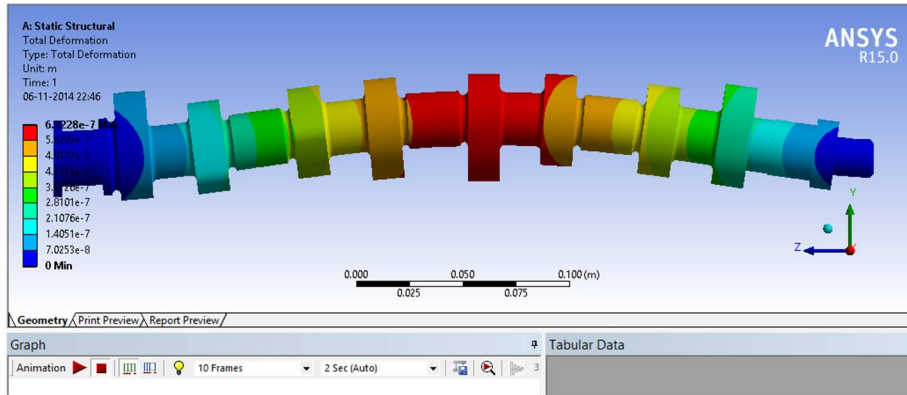 A: Static Structural
Total Deformation
Type: Total Deformation
Unit: m
Time: 1
06-11-2014 22:46
ANSYS
R15.0
2.8101e-7
2.1076e-7
1.4051e-7
7.0253e-8
0 Min
Y
Z
0.000
0.050
0.100 (m)
0.025
0.075
Geometry Print Preview Report Preview
Graph
Tabular Data
Animation
10 Frames
2 Sec (Auto)
3